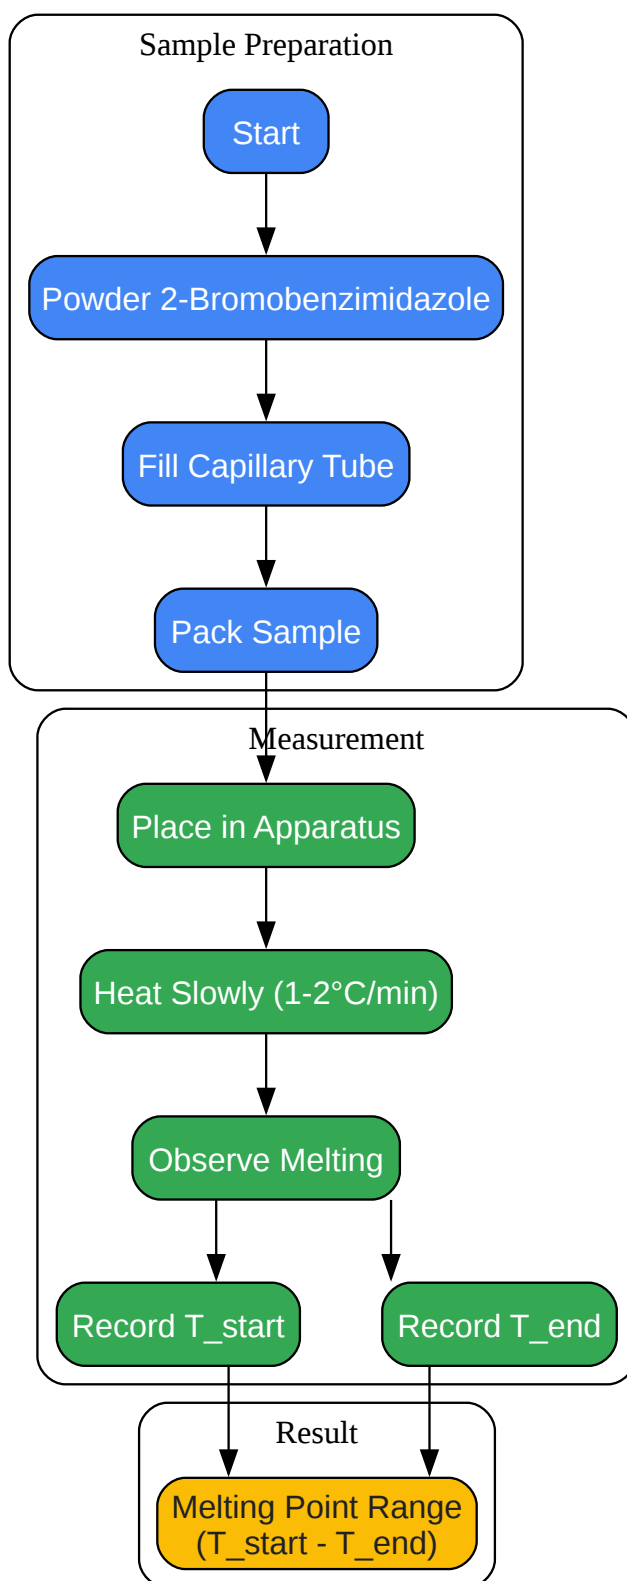 Sample Preparation
Start
Powder 2-Bromobenzimidazole
Fill Capillary Tube
Pack Sample
Measurement
Place in Apparatus
Heat Slowly (1-2°C/min)
Observe Melting
Record T_start
Record T_end
Result
Melting Point Range
(T_start - T_end)